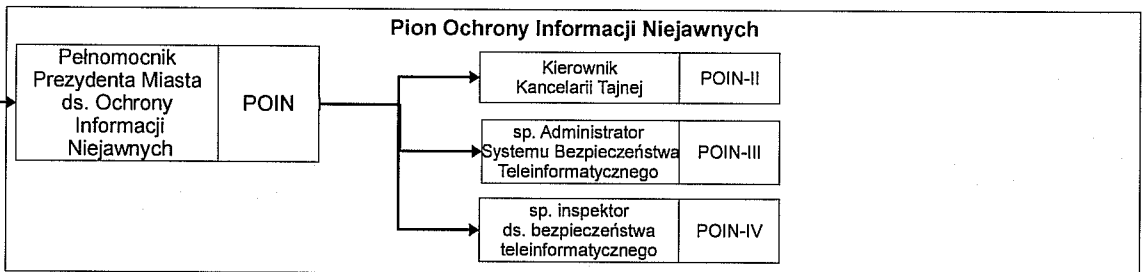 Pion Ochrony Informacji Niejawnych
Pełnomocnik
Prezydenta Miasta
ds. Ochrony
Informacji
Niejawnych
POIN
Kierownik
Kancelarii Tajnej
POIN-II
sp. Administrator
Systemu Bezpieczeństwa
Teleinformatycznego
POIN-III
sp. inspektor
ds. bezpieczeństwa
teleinformatycznego
POIN-IV